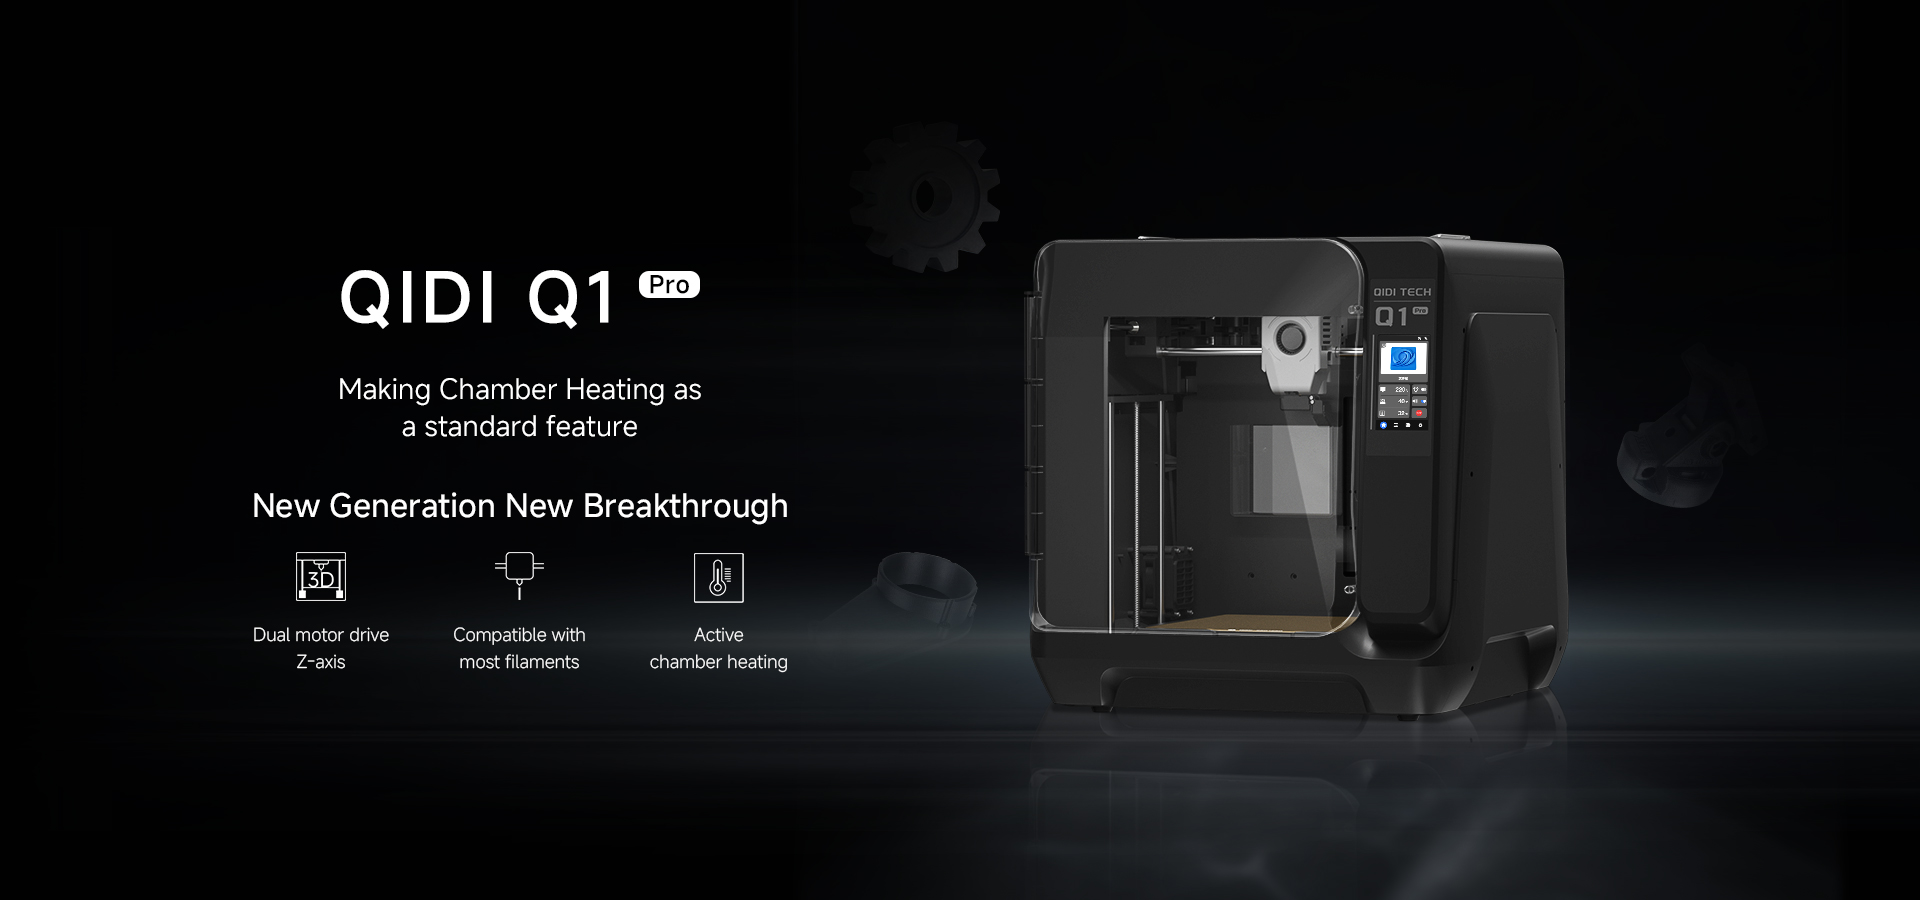 QIDI Q1 Pro
Making Chamber Heating as
a standard feature
New Generation New Breakthrough
3D
Dual motor drive
Z-axis
Compatible with
most filaments
Active
chamber heating
QIDI TECH
Q1 Pro